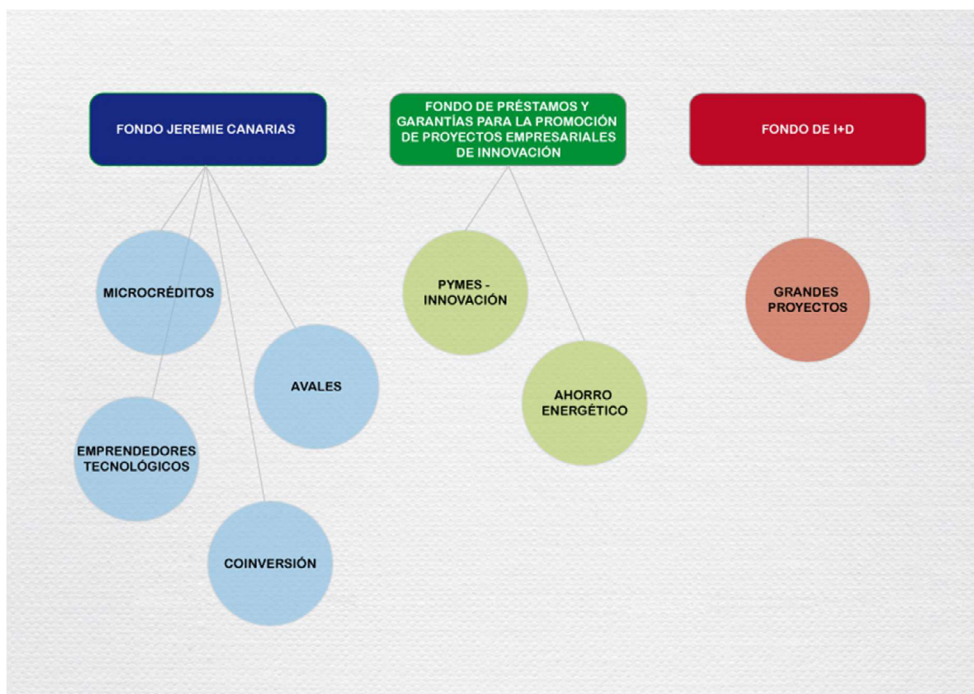 FONDO JEREMIE CANARIAS
FONDO DE PRÉSTAMOS Y
GARANTÍAS PARA LA PROMOCIÓN
DE PROYECTOS EMPRESARIALES
DE INNOVACIÓN
FONDO DE I+D
MICROCRÉDITOS
AVALES
EMPRENDEDORES
TECNOLÓGICOS
COINVERSIÓN
PYMES -
INNOVACIÓN
AHORRO
ENERGÉTICO
GRANDES
PROYECTOS